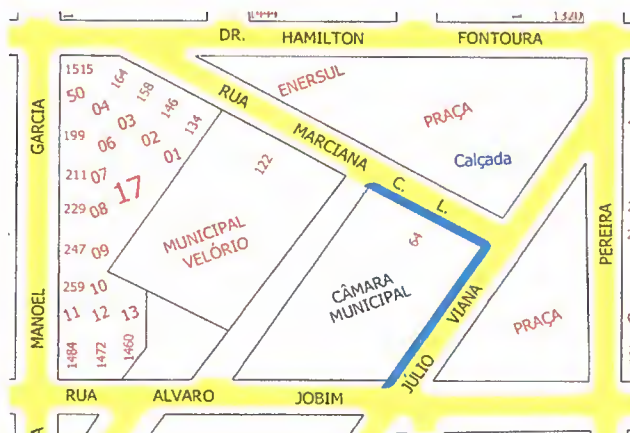 1444
1320
DR. HAMILTON FONTOURA
1515
50
164
158
146
134
04
03
02
01
199
06
211
07
17
229
08
247
09
259
10
11
12
13
1484
1472
1460
GARCIA
MANOEL
RUA
MARCIANA
C. L.
ENERSUL
PRAÇA
Calçada
122
MUNICIPAL
VELÓRIO
64
CÂMARA
MUNICIPAL
JÚLIO VIANA
PEREIRA
PRAÇA
RUA ALVARO JOBIM